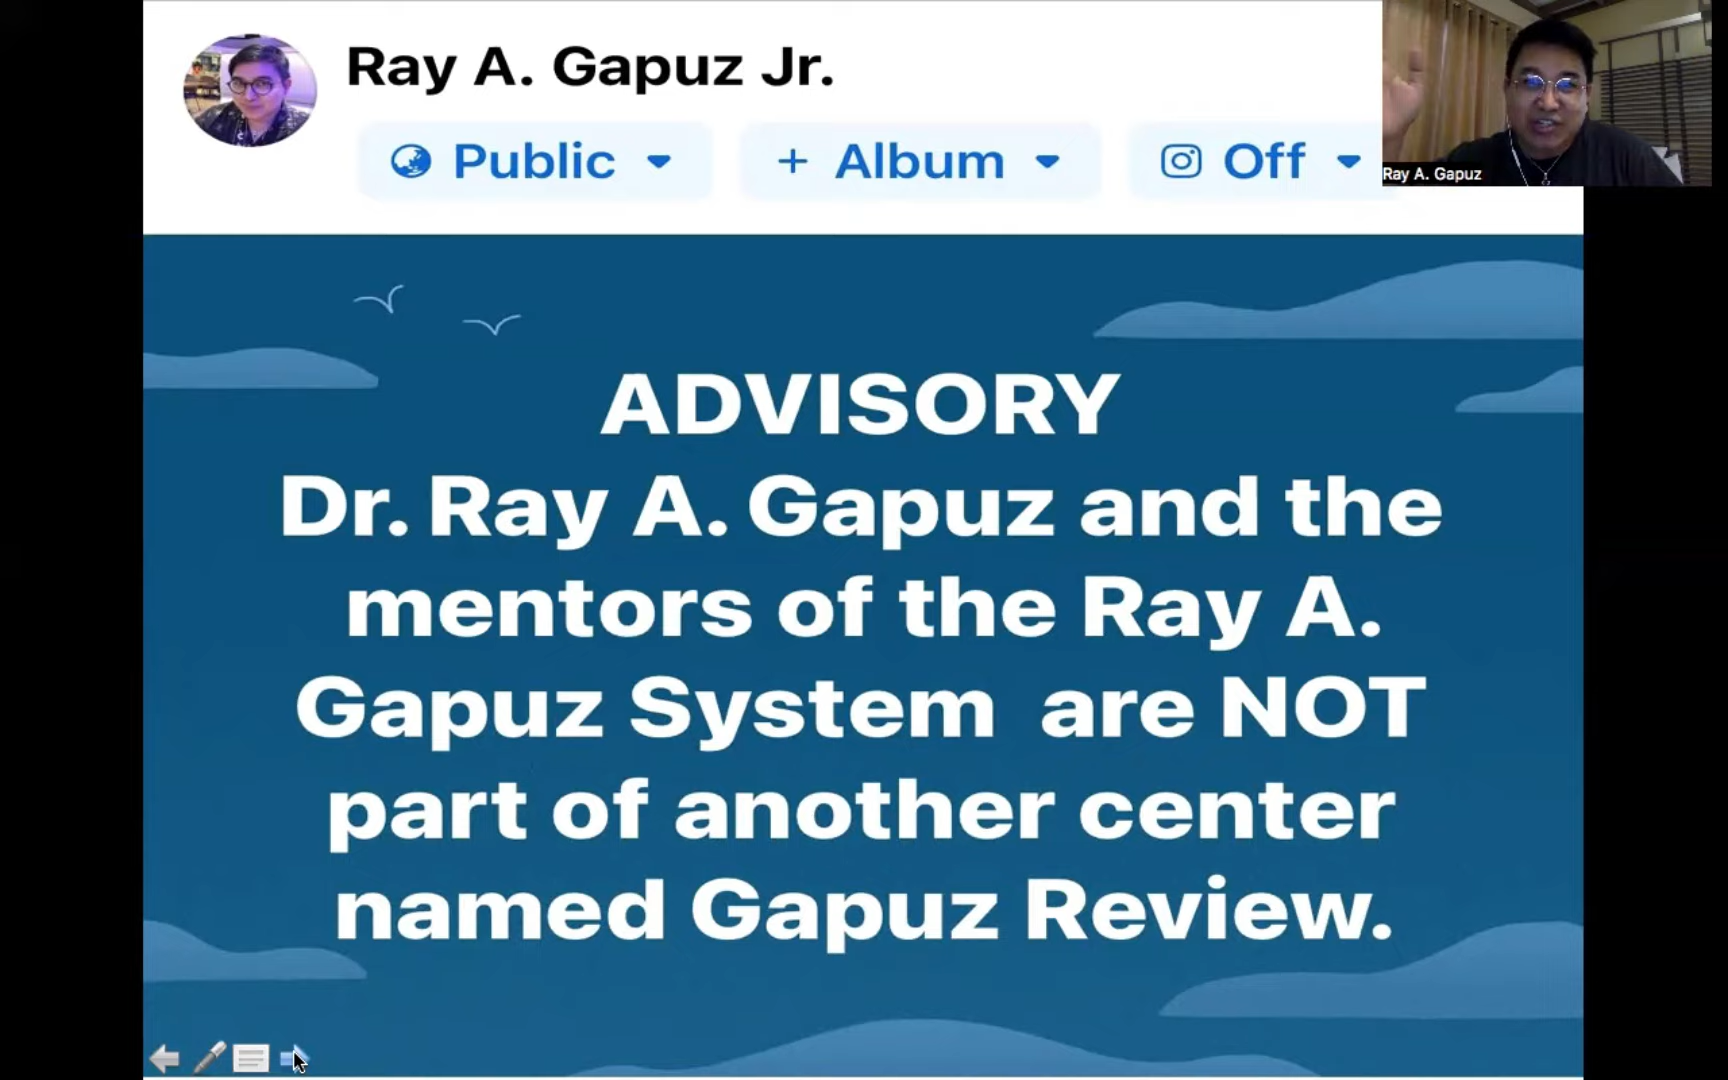 Ray A. Gapuz Jr.
Public
+ Album
Off
Ray A. Gapuz
ADVISORY
Dr. Ray A. Gapuz and the
mentors of the Ray A.
Gapuz System are NOT
part of another center
named Gapuz Review.